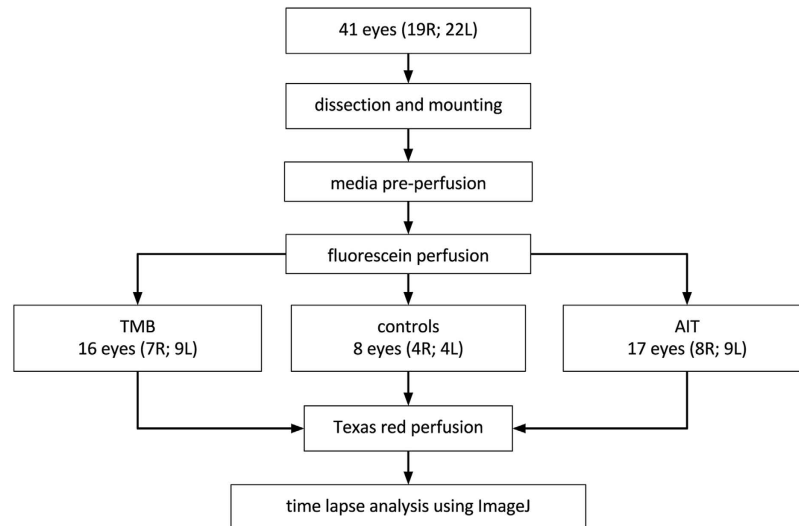 41 eyes (19R; 22L)
dissection and mounting
media pre-perfusion
fluorescein perfusion
TMB
16 eyes (7R; 9L)
controls
8 eyes (4R; 4L)
AIT
17 eyes (8R; 9L)
Texas red perfusion
time lapse analysis using ImageJ